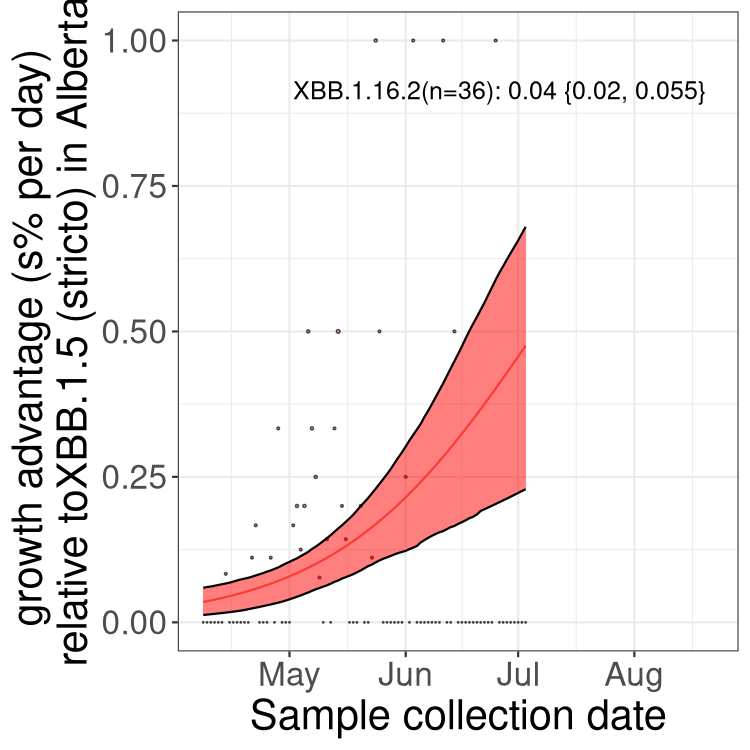 growth advantage (s% per day)
relative toXBB.1.5 (stricto) in Alberta
1.00
XBB.1.16.2(n=36): 0.04 {0.02, 0.055}
0.75
0.50
0.25
0.00
May Jun Jul Aug
Sample collection date